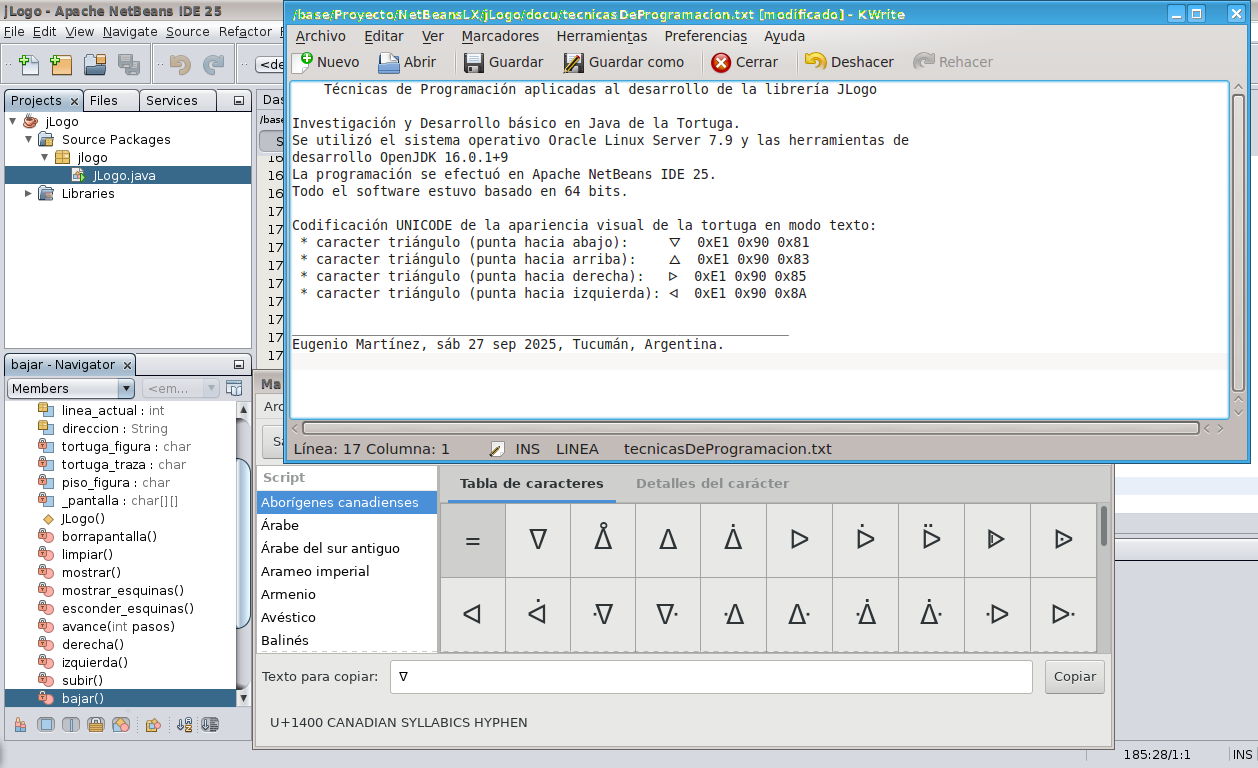 jLogo - Apache NetBeans IDE 25
File Edit View Navigate Source Refactor
<de
Projects × Files Services
jLogo
Source Packages
jlogo
JLogo.java
Libraries
/base/Proyecto/NetBeansLX/jLogo/docu/tecnicasDeProgramacion.txt [modificado] - KWrite
Archivo Editar Ver Marcadores Herramientas Preferencias Ayuda
Nuevo Abrir Guardar Guardar como Cerrar Deshacer Rehacer
Técnicas de Programación aplicadas al desarrollo de la librería JLogo
Investigación y Desarrollo básico en Java de la Tortuga.
Se utilizó el sistema operativo Oracle Linux Server 7.9 y las herramientas de
desarrollo OpenJDK 16.0.1+9
La programación se efectuó en Apache NetBeans IDE 25.
Todo el software estuvo basado en 64 bits.
Codificación UNICODE de la apariencia visual de la tortuga en modo texto:
* caracter triángulo (punta hacia abajo): ᐁ 0xE1 0x90 0x81
* caracter triángulo (punta hacia arriba): ᐃ 0xE1 0x90 0x83
* caracter triángulo (punta hacia derecha): ᐅ 0xE1 0x90 0x85
* caracter triángulo (punta hacia izquierda): ᐊ 0xE1 0x90 0x8A
Eugenio Martínez, sáb 27 sep 2025, Tucumán, Argentina.
Línea: 17 Columna: 1 INS LINEA tecnicasDeProgramacion.txt
bajar - Navigator ×
Members <em...
linea_actual : int
direccion : String
tortuga_figura : char
tortuga_traza : char
piso_figura : char
_pantalla : char[][]
JLogo()
borrapantalla()
limpiar()
mostrar()
mostrar_esquinas()
esconder_esquinas()
avance(int pasos)
derecha()
izquierda()
subir()
bajar()
Script
Aborígenes canadienses
Árabe
Árabe del sur antiguo
Arameo imperial
Armenio
Avéstico
Balinés
Tabla de caracteres Detalles del carácter
᐀ ᐁ ᐂ ᐃ ᐄ ᐅ ᐆ ᐇ ᐈ ᐉ
ᐊ ᐋ ᐌ ᐍ ᐎ ᐏ ᐐ ᐑ ᐒ ᐓ
Texto para copiar: ᐁ Copiar
U+1400 CANADIAN SYLLABICS HYPHEN
185:28/1:1 INS